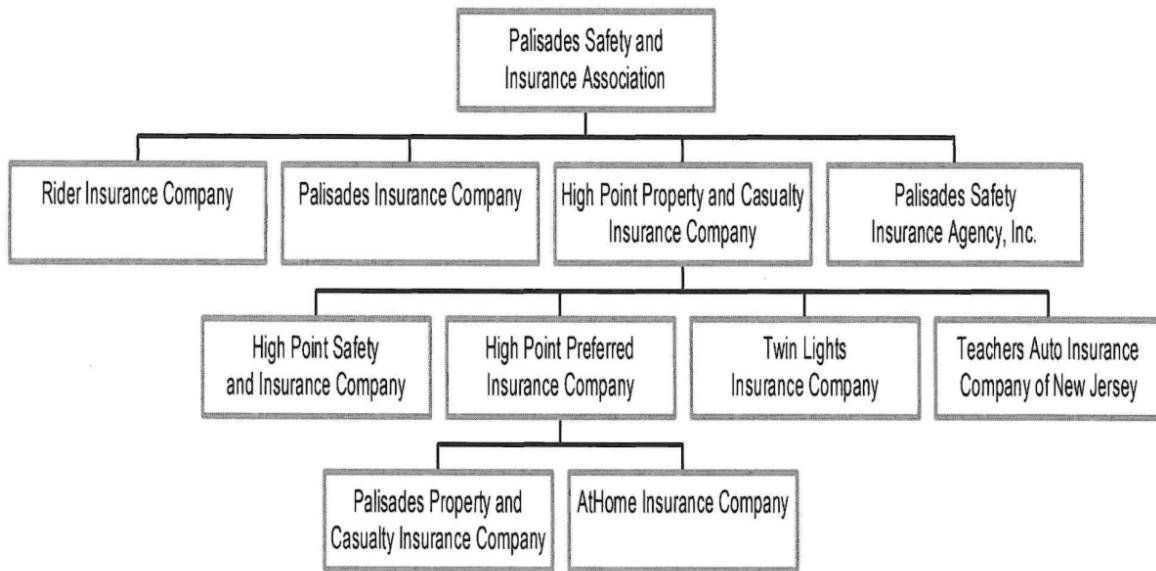 Palisades Safety and
Insurance Association
Rider Insurance Company
Palisades Insurance Company
High Point Property and Casualty
Insurance Company
Palisades Safety
Insurance Agency, Inc.
High Point Safety
and Insurance Company
High Point Preferred
Insurance Company
Twin Lights
Insurance Company
Teachers Auto Insurance
Company of New Jersey
Palisades Property and
Casualty Insurance Company
AtHome Insurance Company